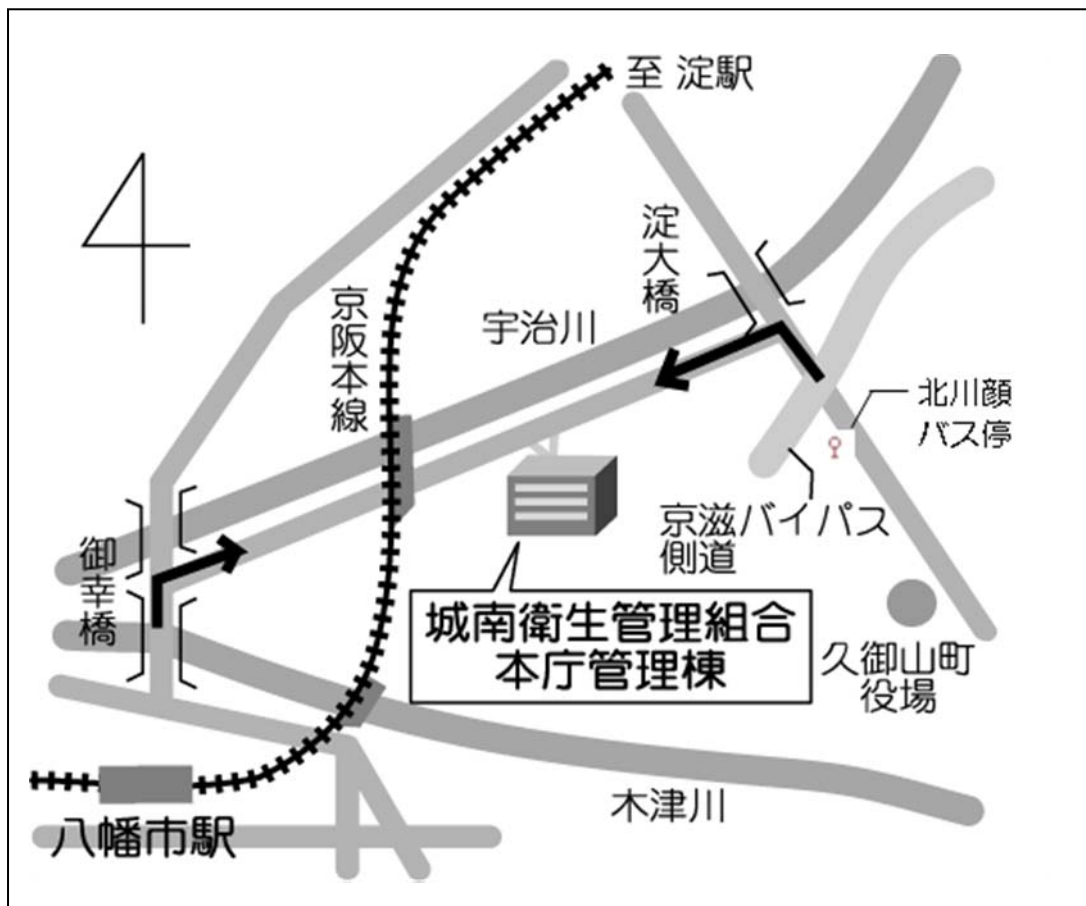 至 淀駅
淀大橋
京阪本線
宇治川
北川顔
バス停
京滋バイパス
側道
御幸橋
城南衛生管理組合
本庁管理棟
久御山町
役場
木津川
八幡市駅